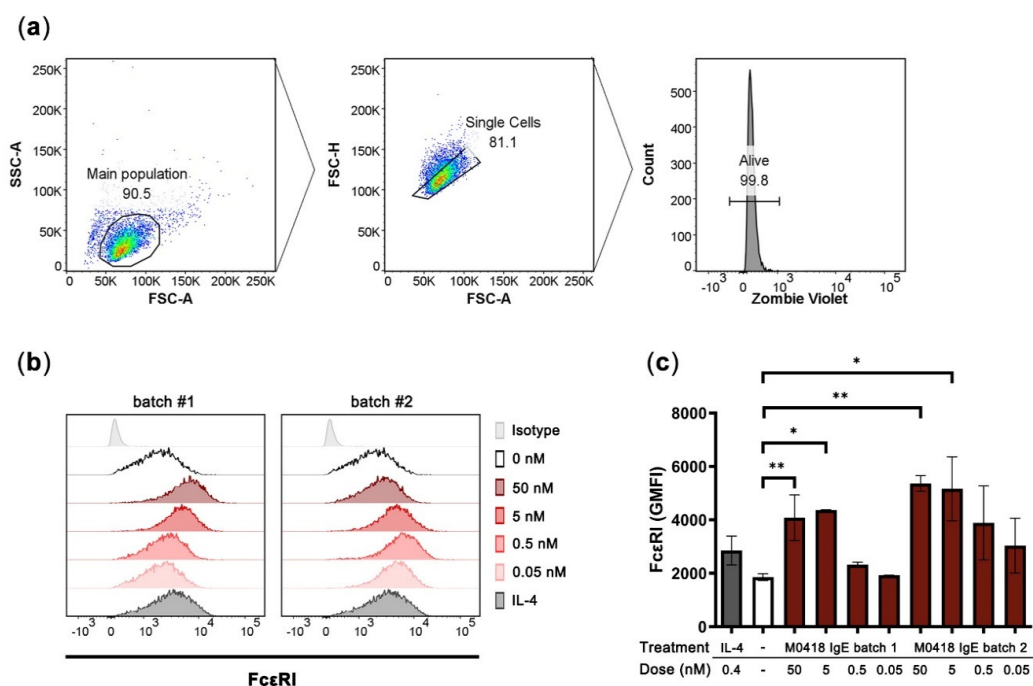 (a)
250K
200K
150K
100K
50K
0
SSC-A
Main population
90.5
50K 100K 150K 200K 250K
FSC-A
250K
200K
150K
100K
50K
0
FSC-H
Single Cells
81.1
50K 100K 150K 200K 250K
FSC-A
500
400
300
200
100
0
Count
Alive
99.8
-10³ 0 10³ 10⁴ 10⁵
Zombie Violet
(b)
batch #1
batch #2
Isotype
0 nM
50 nM
5 nM
0.5 nM
0.05 nM
IL-4
-10³ 0 10³ 10⁴ 10⁵
-10³ 0 10³ 10⁴ 10⁵
FcεRI
(c)
*
**
*
**
8000
6000
4000
2000
0
FcεRI (GMFI)
Treatment IL-4 - M0418 IgE batch 1 M0418 IgE batch 2
Dose (nM) 0.4 - 50 5 0.5 0.05 50 5 0.5 0.05